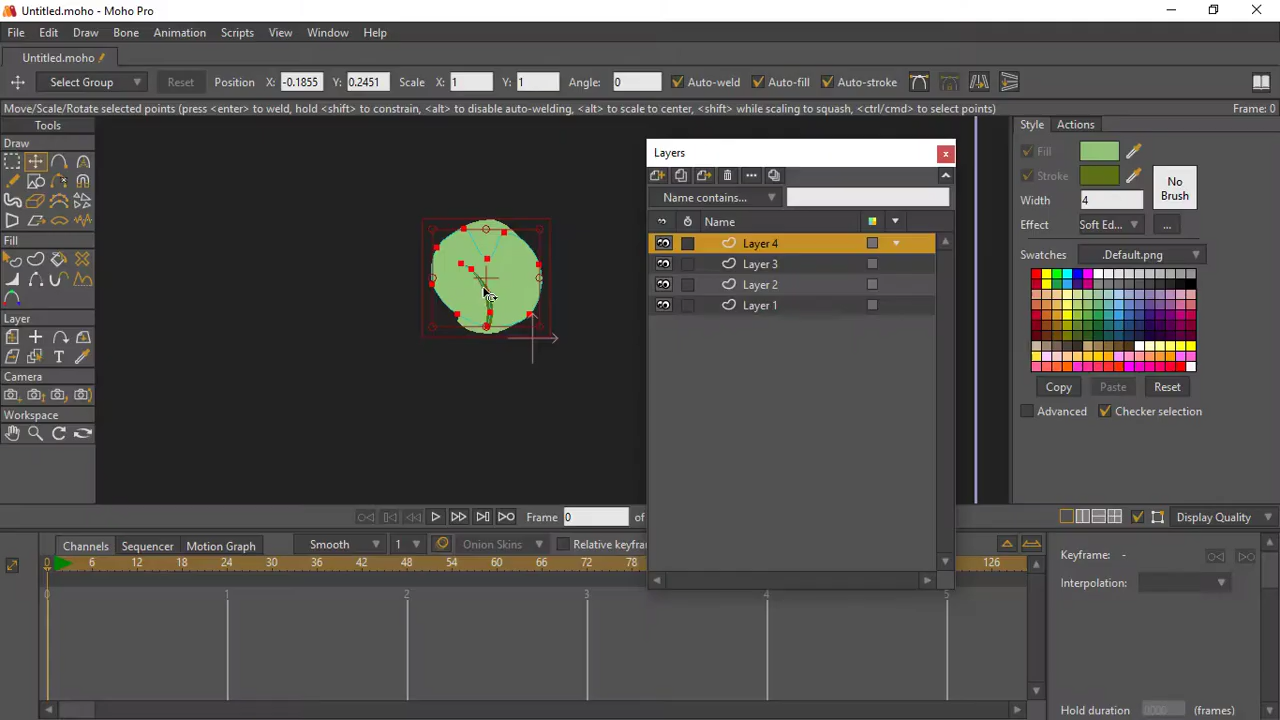 Untitled.moho - Moho Pro
File Edit Draw Bone Animation Scripts View Window Help
Untitled.moho
Select Group Reset Position X: -0.1855 Y: 0.2451 Scale X: 1 Y: 1 Angle: 0 Auto-weld Auto-fill Auto-stroke
Move/Scale/Rotate selected points (press <enter> to weld, hold <shift> to constrain, <alt> to disable auto-welding, <alt> to scale to center, <shift> while scaling to squash, <ctrl/cmd> to select points) Frame: 0
Tools
Draw
Fill
Layer
Camera
Workspace
Layers
Name contains...
Name
Layer 4
Layer 3
Layer 2
Layer 1
Style Actions
Fill
Stroke
No Brush
Width 4
Effect Soft Ed... ...
Swatches .Default.png
Copy Paste Reset
Advanced Checker selection
Frame 0 of
Display Quality
Channels Sequencer Motion Graph Smooth 1 Onion Skins Relative keyfra
0 6 12 18 24 30 36 42 48 54 60 66 72 78 126
0 1 2 3 4 5
Keyframe: -
Interpolation:
Hold duration 0000 (frames)